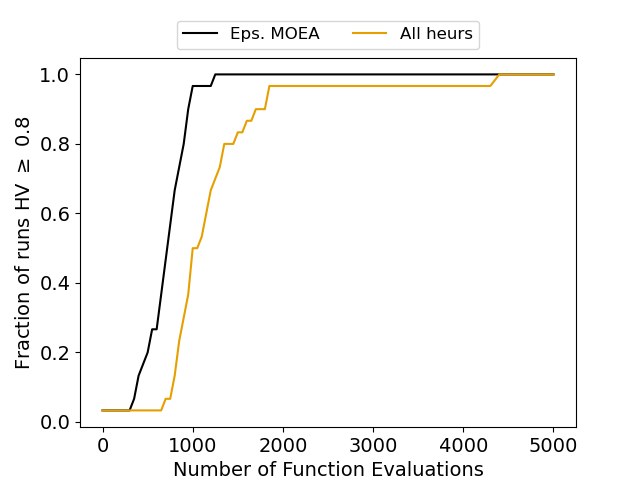 Eps. MOEA
All heurs
1.0
0.8
0.6
0.4
0.2
0.0
Fraction of runs HV ≥ 0.8
0 1000 2000 3000 4000 5000
Number of Function Evaluations